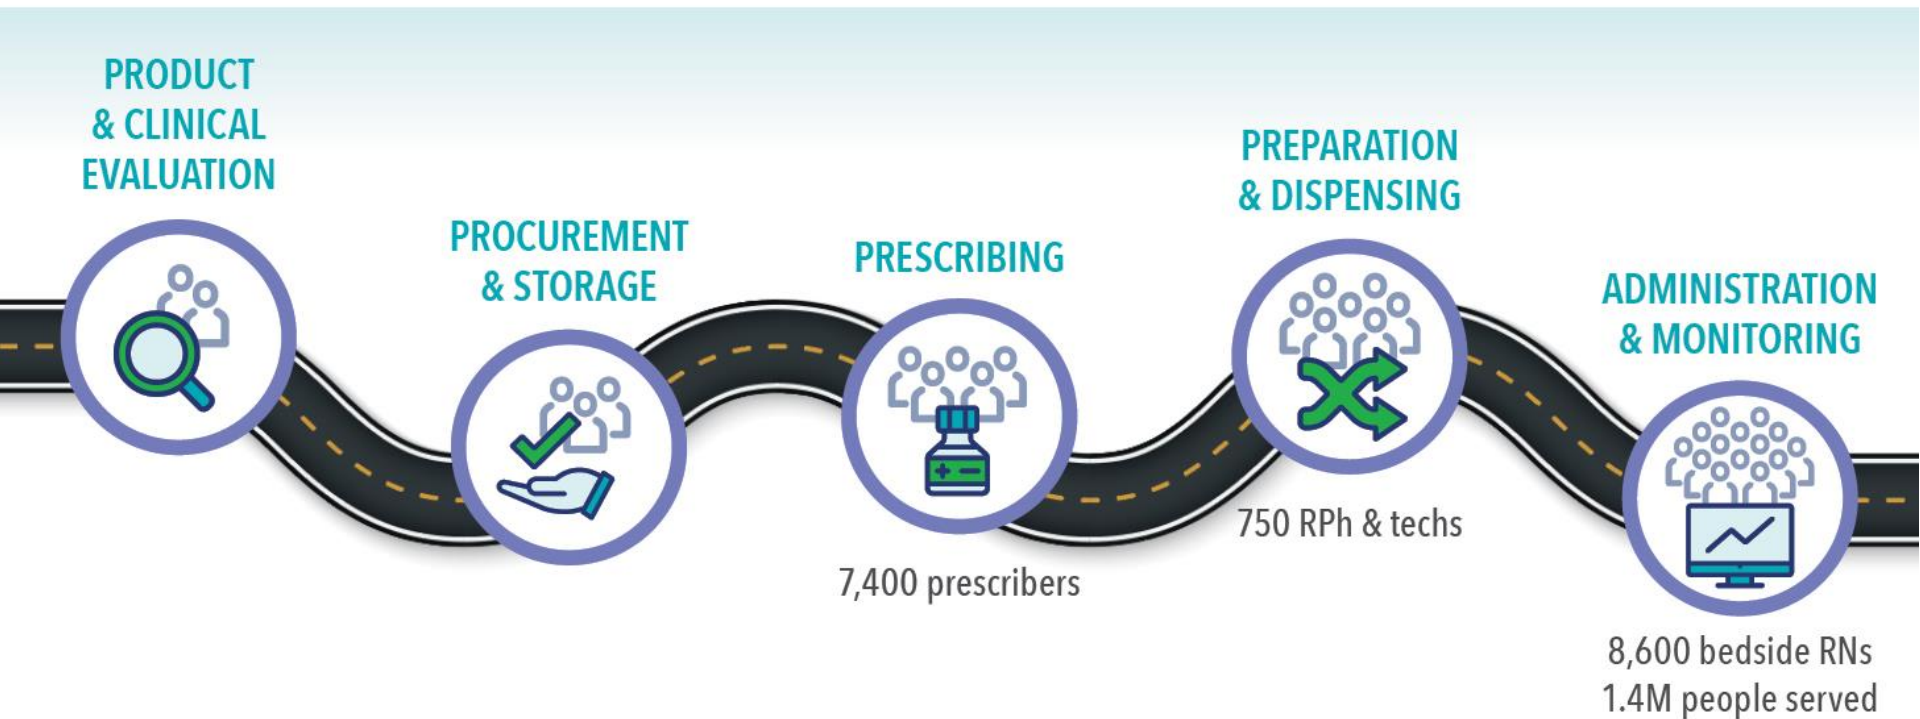 PRODUCT
& CLINICAL
EVALUATION
PROCUREMENT
& STORAGE
PRESCRIBING
7,400 prescribers
PREPARATION
& DISPENSING
750 RPh & techs
ADMINISTRATION
& MONITORING
8,600 bedside RNs
1.4M people served